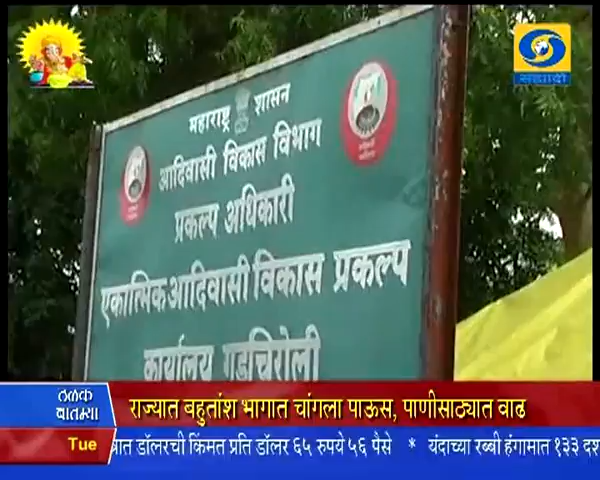 महाराष्ट्र शासन
आदिवासी विकास विभाग
प्रकल्प अधिकारी
एकात्मिक आदिवासी विकास प्रकल्प
कार्यालय गडचिरोली
सह्याद्री
ठळक बातम्या
राज्यात बहुतांश भागात चांगला पाऊस, पाणीसाठ्यात वाढ
Tue
डॉलरची किंमत प्रति डॉलर ६५ रुपये ५६ पैसे * यंदाच्या रब्बी हंगामात १३३ दश